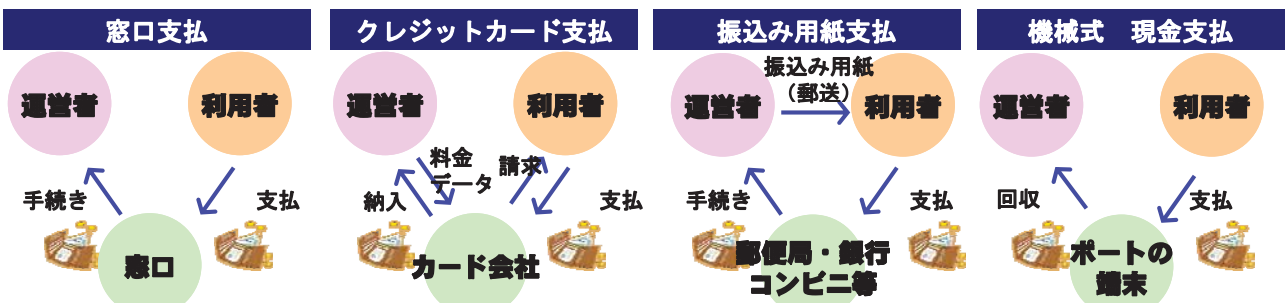 窓口支払
運営者
利用者
手続き
支払
窓口
クレジットカード支払
運営者
利用者
料金
データ
請求
納入
支払
カード会社
振込み用紙支払
振込み用紙
（郵送）
運営者
利用者
手続き
支払
郵便局・銀行
コンビニ等
機械式　現金支払
運営者
利用者
回収
支払
ポートの
端末